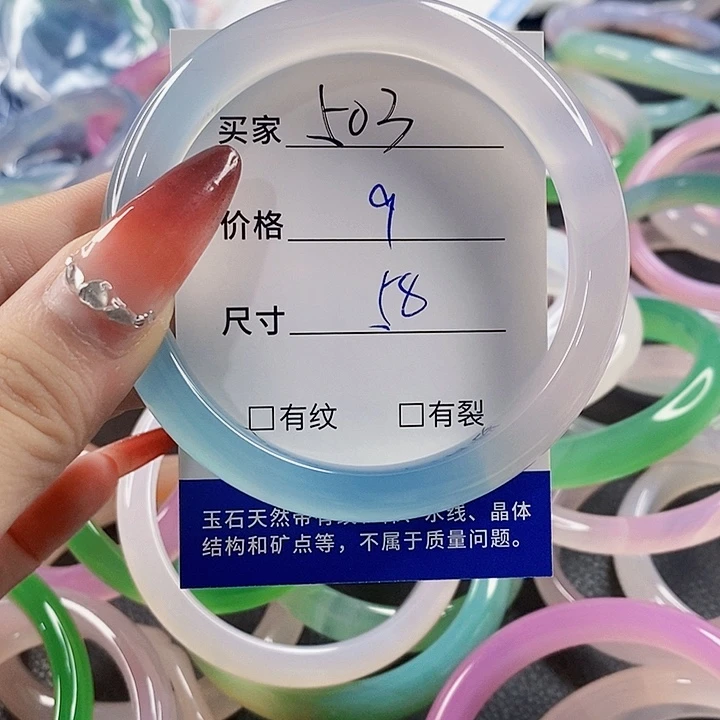 买家 503
价格 9
尺寸 58
□有纹 □有裂
玉石天然带有 水线、晶体
结构和矿点等，不属于质量问题。